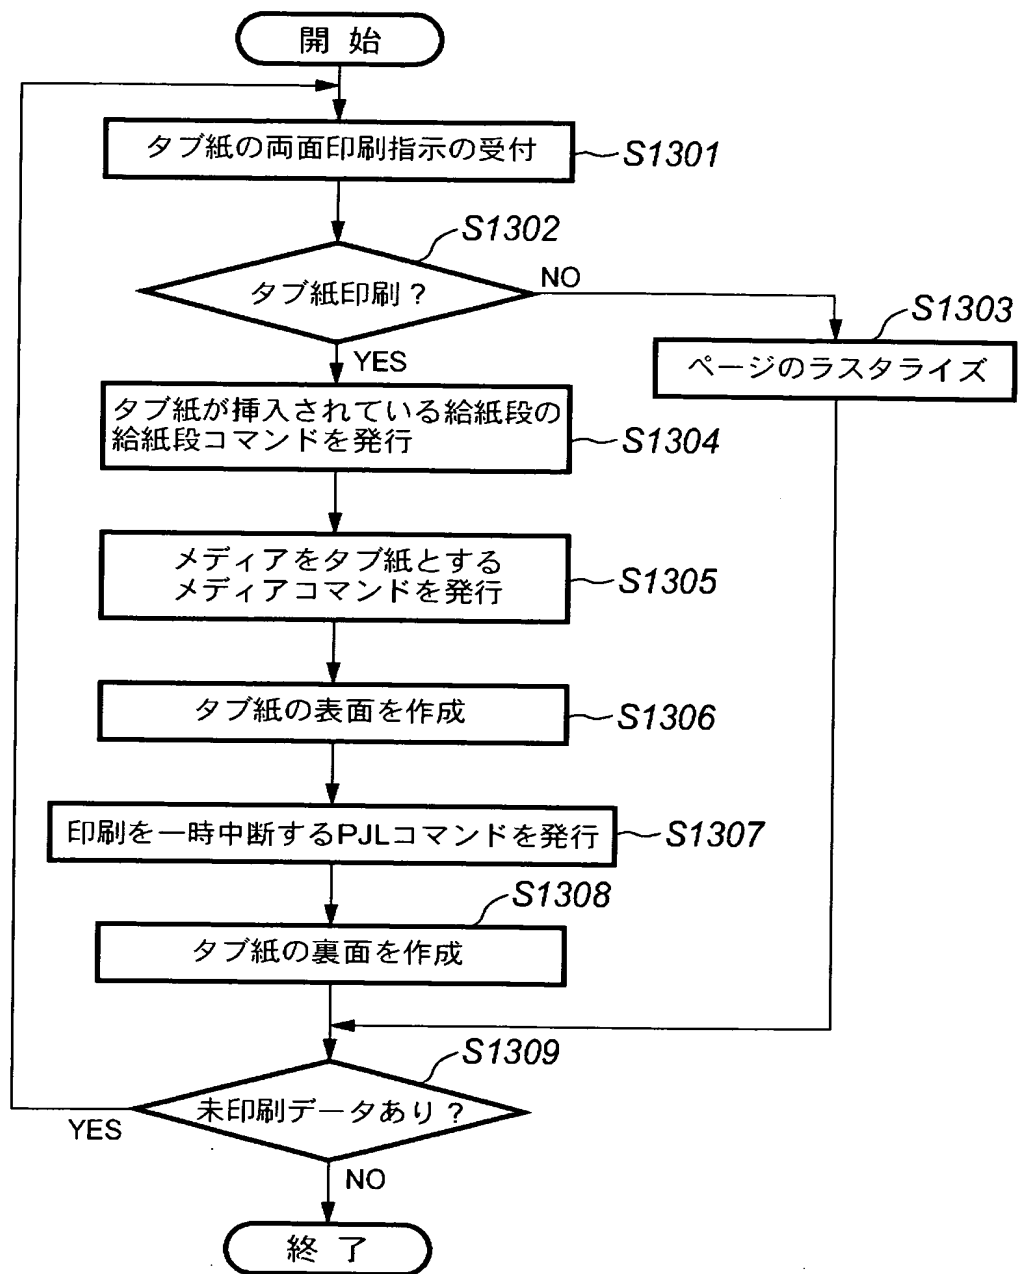 開始
タブ紙の両面印刷指示の受付
S1301
S1302
タブ紙印刷?
NO
S1303
YES
ページのラスタライズ
タブ紙が挿入されている給紙段の
給紙段コマンドを発行
S1304
メディアをタブ紙とする
メディアコマンドを発行
S1305
タブ紙の表面を作成
S1306
印刷を一時中断するPJLコマンドを発行
S1307
S1308
タブ紙の裏面を作成
S1309
未印刷データあり?
YES
NO
終了